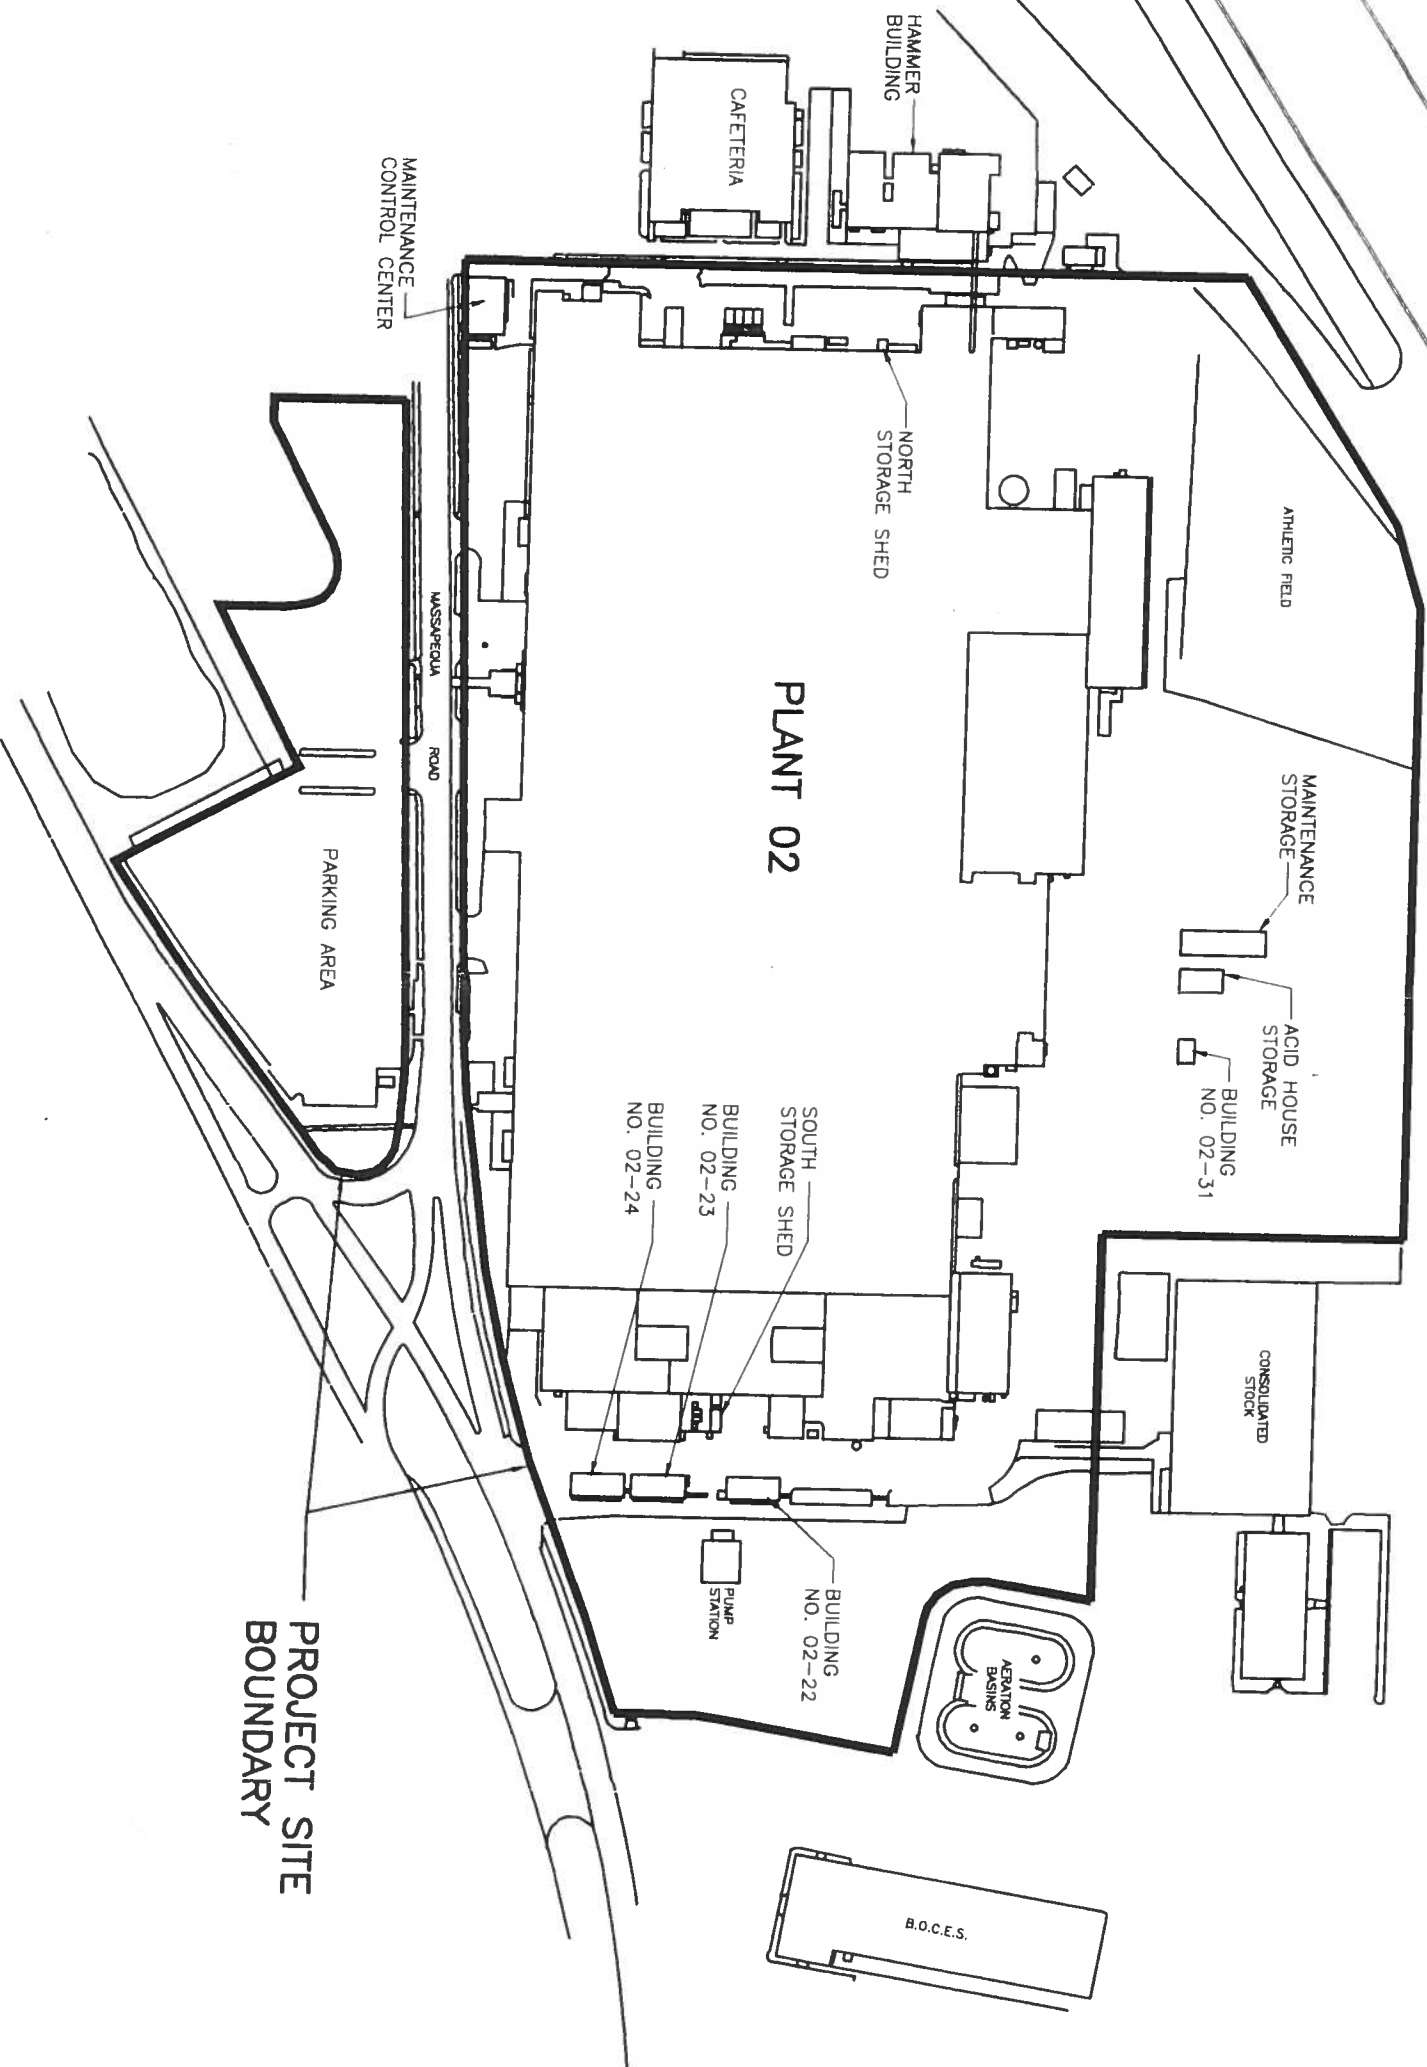 HAMMER
BUILDING
CAFETERIA
MAINTENANCE
CONTROL CENTER
NORTH
STORAGE SHED
ATHLETIC FIELD
MASSAPEQUA ROAD
PLANT 02
PARKING AREA
MAINTENANCE
STORAGE
ACID HOUSE
STORAGE
BUILDING
NO. 02-31
SOUTH
STORAGE SHED
BUILDING
NO. 02-23
BUILDING
NO. 02-24
CONSOLIDATED
STOCK
BUILDING
NO. 02-22
PUMP
STATION
AERATION
BASINS
PROJECT SITE
BOUNDARY
B.O.C.E.S.